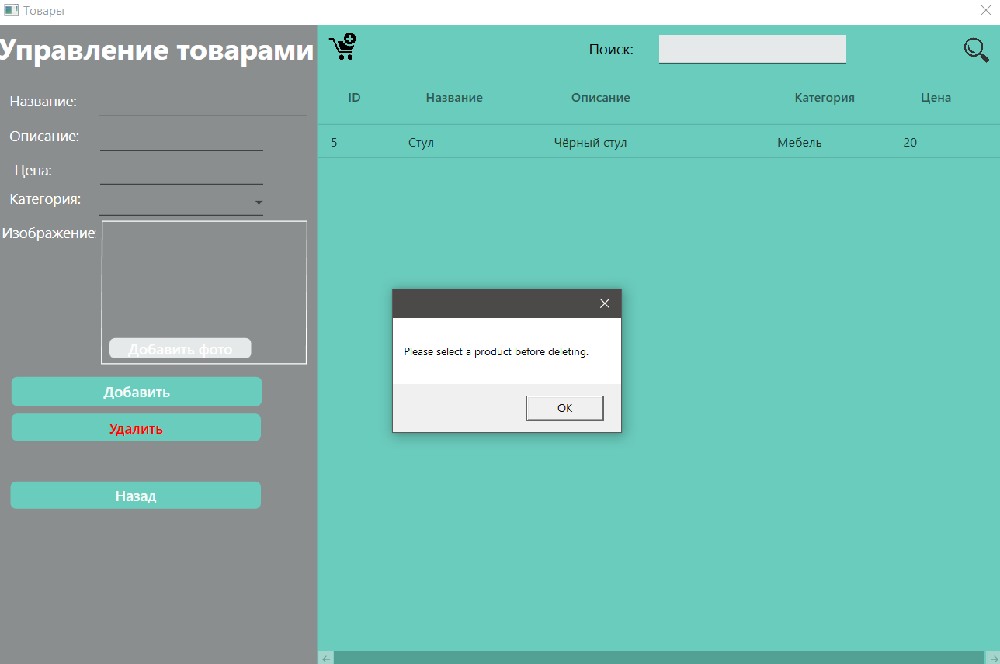 Товары
Управление товарами
Название:
Описание:
Цена:
Категория:
Изображение
Добавить фото
Добавить
Удалить
Назад
Поиск:
ID Название Описание Категория Цена
5 Стул Чёрный стул Мебель 20
Please select a product before deleting.
OK